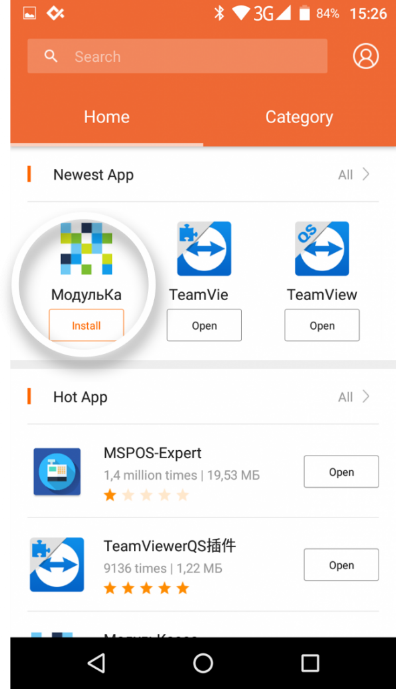 3G 84% 15:26
Search
Home Category
Newest App All
QS
МодульКа TeamVie TeamView
Install Open Open
Hot App All
MSPOS-Expert
1,4 million times | 19,53 МБ
Open
TeamViewerQS插件
9136 times | 1,22 МБ
Open